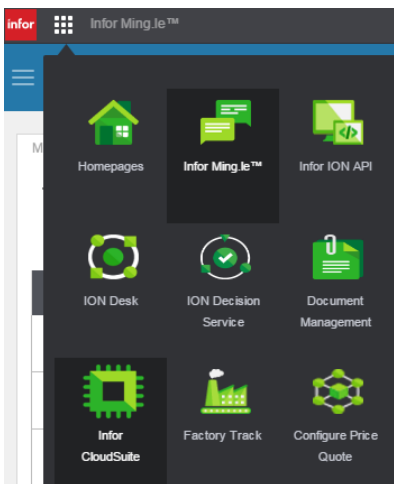 infor Infor Ming.le™
M
Homepages Infor Ming.le™ Infor ION API
ION Desk ION Decision Document
Service Management
Infor Factory Track Configure Price
CloudSuite Quote